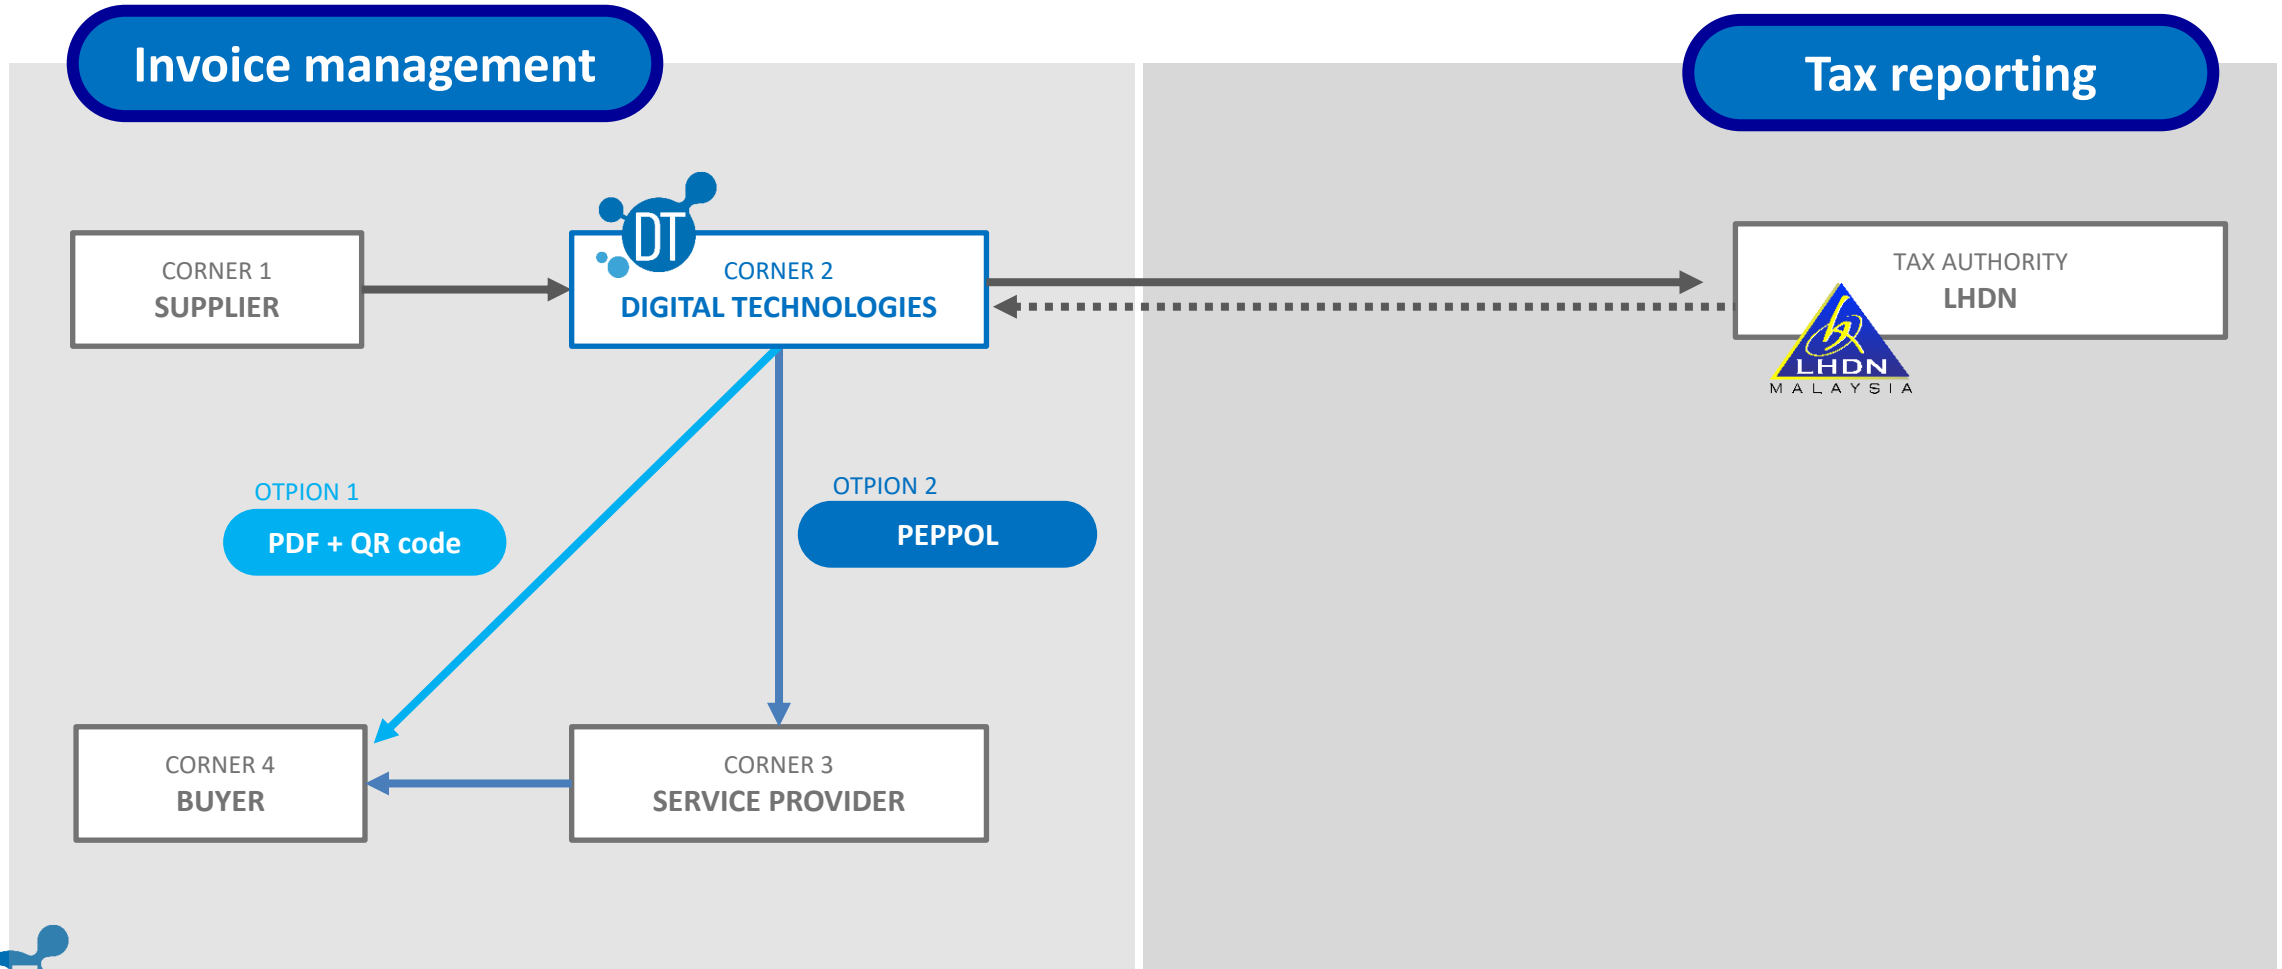 Invoice management
Tax reporting
DT
CORNER 1
SUPPLIER
CORNER 2
DIGITAL TECHNOLOGIES
TAX AUTHORITY
LHDN
LHDN
MALAYSIA
OTPION 1
PDF + QR code
OTPION 2
PEPPOL
CORNER 4
BUYER
CORNER 3
SERVICE PROVIDER